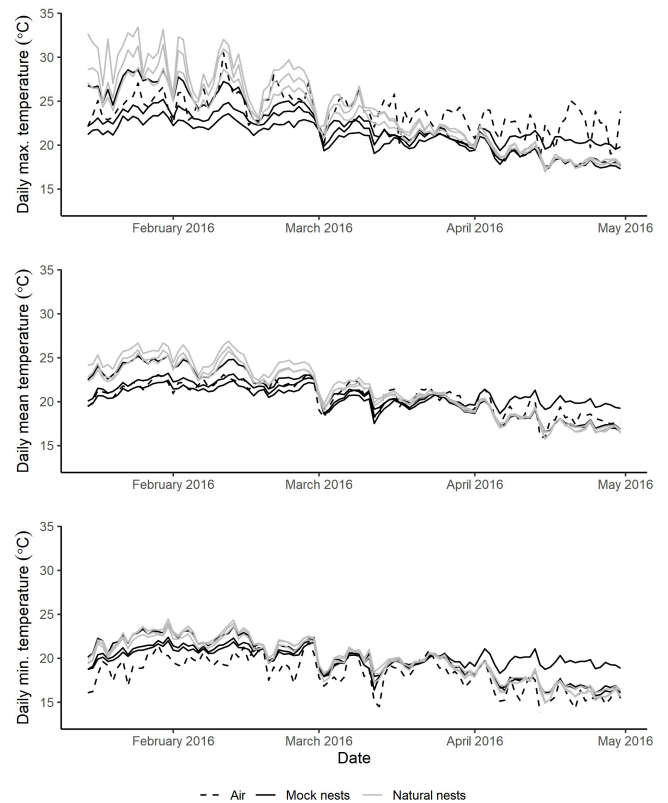 Daily max. temperature (°C)
35
30
25
20
15
February 2016 March 2016 April 2016 May 2016
Daily mean temperature (°C)
35
30
25
20
15
February 2016 March 2016 April 2016 May 2016
Daily min. temperature (°C)
35
30
25
20
15
February 2016 March 2016 April 2016 May 2016
Date
Air Mock nests Natural nests